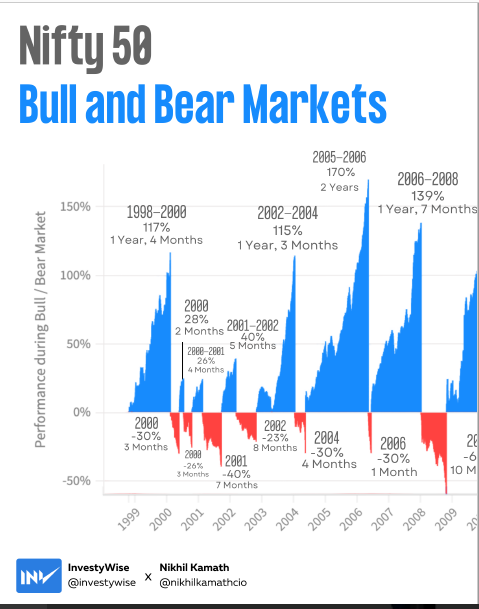 Nifty 50
Bull and Bear Markets
Performance during Bull / Bear Market
150%
100%
50%
0%
-50%
1998-2000
117%
1 Year, 4 Months
2000
28%
2 Months
2000-2001
26%
4 Months
2001-2002
40%
5 Months
2002-2004
115%
1 Year, 3 Months
2005-2006
170%
2 Years
2006-2008
139%
1 Year, 7 Months
2000
-30%
3 Months
2000
-26%
3 Months
2001
-40%
7 Months
2002
-23%
8 Months
2004
-30%
4 Months
2006
-30%
1 Month
20
-6
10 M
1999
2000
2001
2002
2003
2004
2005
2006
2007
2008
2009
20
INV
InvestyWise
@investywise
x
Nikhil Kamath
@nikhilkamathcio